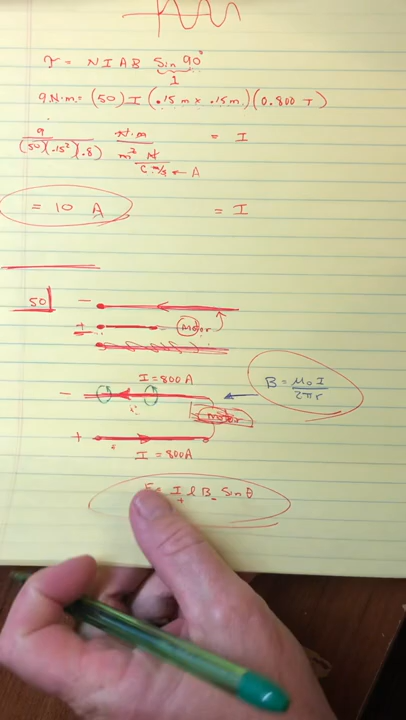 τ = N I A B Sin 90°
1
9 N·m = (50) I (.15 m x .15 m)(0.800 T)
9 / (50)(.15²)(.8) N·m / m² N / C·m/s ← A = I
= 10 A = I
50
−
+ Motor
I = 800 A
− B = μ₀ I / 2πr
Motor
+
I = 800 A
F = I ℓ B Sin θ
+ −